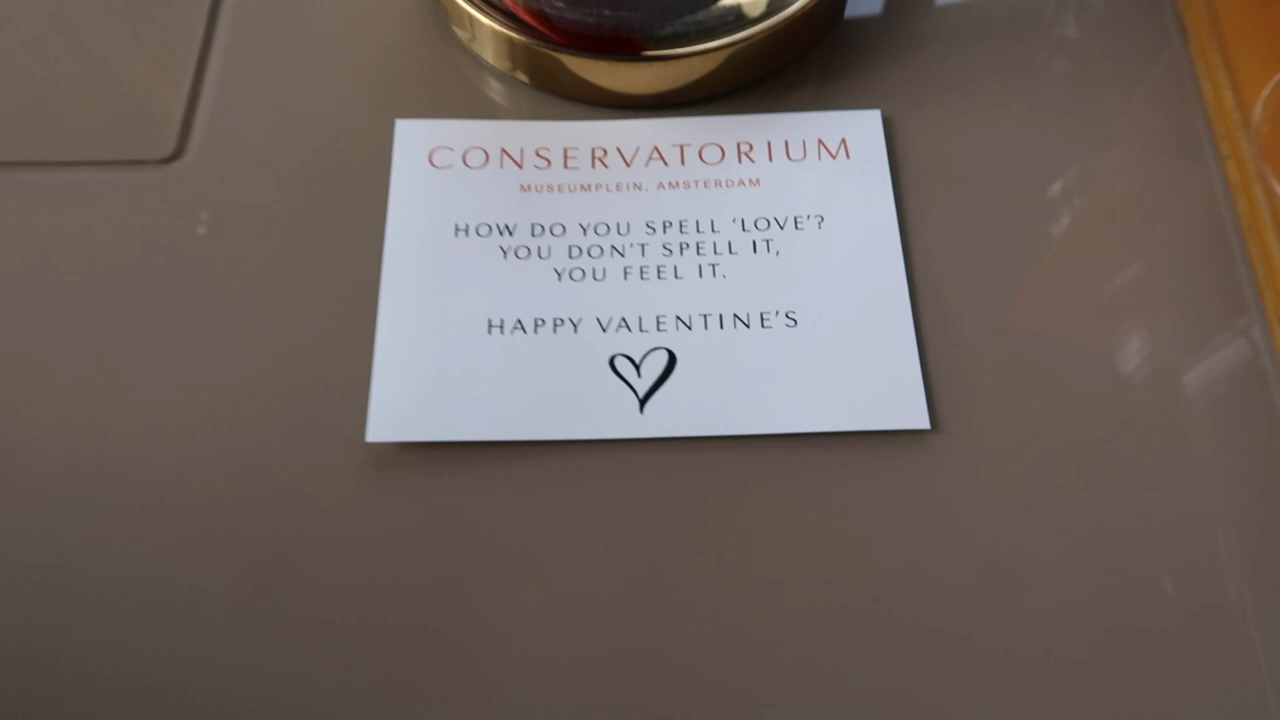 CONSERVATORIUM
MUSEUMPLEIN, AMSTERDAM
HOW DO YOU SPELL ‘LOVE’?
YOU DON’T SPELL IT,
YOU FEEL IT.
HAPPY VALENTINE’S